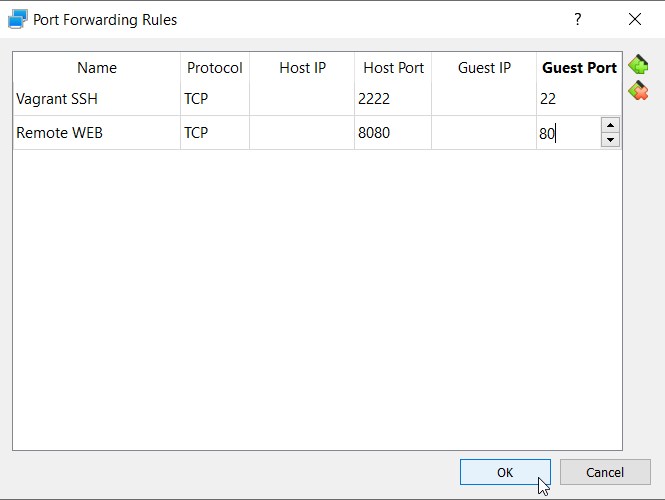 Port Forwarding Rules ?
Name Protocol Host IP Host Port Guest IP Guest Port
Vagrant SSH TCP 2222 22
Remote WEB TCP 8080 80
OK Cancel